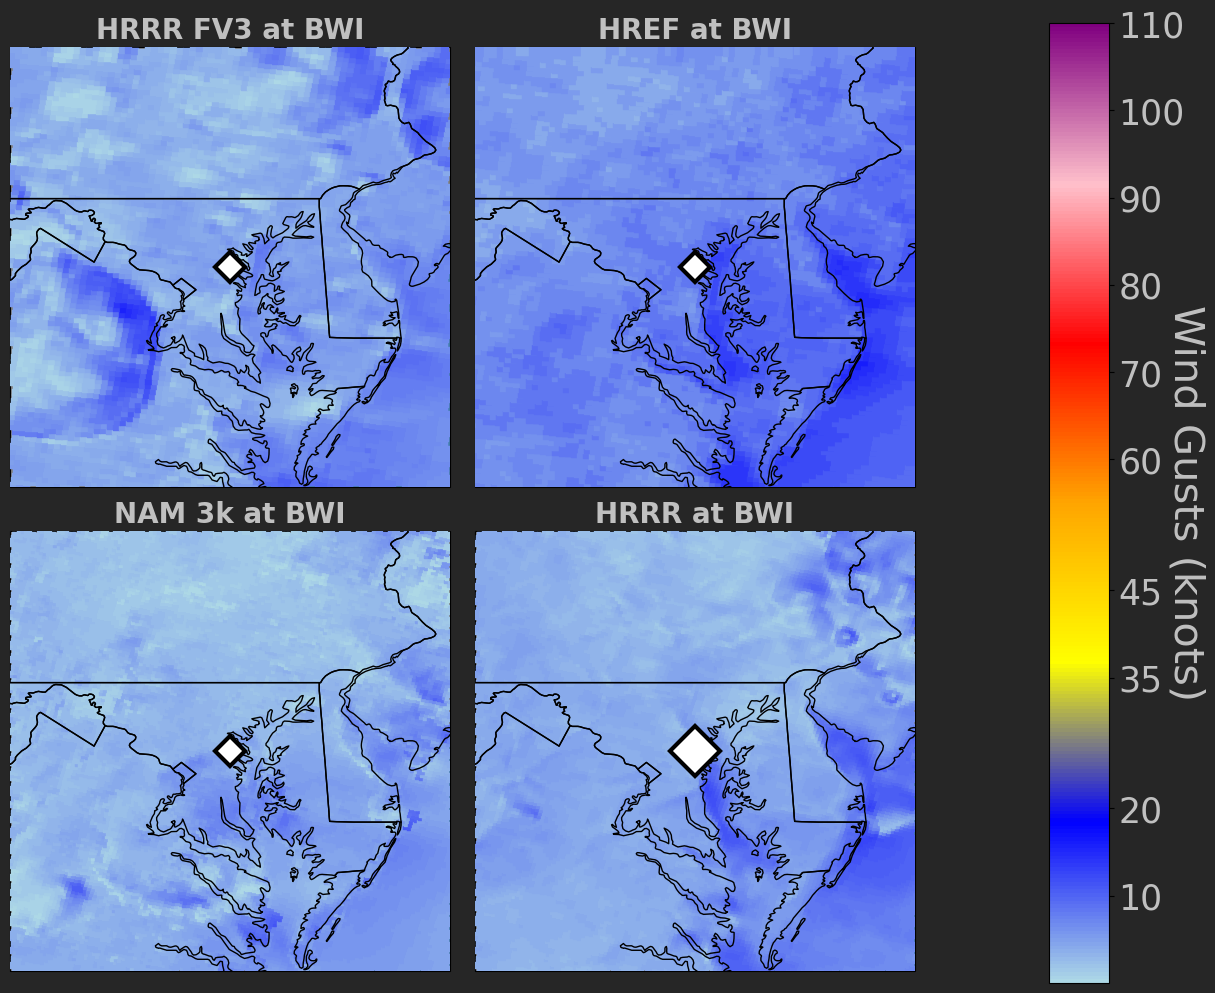 HRRR FV3 at BWI
HREF at BWI
NAM 3k at BWI
HRRR at BWI
110
100
90
80
70
60
45
35
20
10
Wind Gusts (knots)